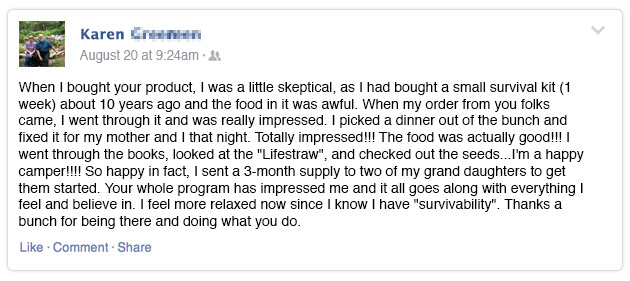 Karen
August 20 at 9:24am ·
When I bought your product, I was a little skeptical, as I had bought a small survival kit (1
week) about 10 years ago and the food in it was awful. When my order from you folks
came, I went through it and was really impressed. I picked a dinner out of the bunch and
fixed it for my mother and I that night. Totally impressed!!! The food was actually good!!! I
went through the books, looked at the "Lifestraw", and checked out the seeds...I'm a happy
camper!!!! So happy in fact, I sent a 3-month supply to two of my grand daughters to get
them started. Your whole program has impressed me and it all goes along with everything I
feel and believe in. I feel more relaxed now since I know I have "survivability". Thanks a
bunch for being there and doing what you do.
Like · Comment · Share